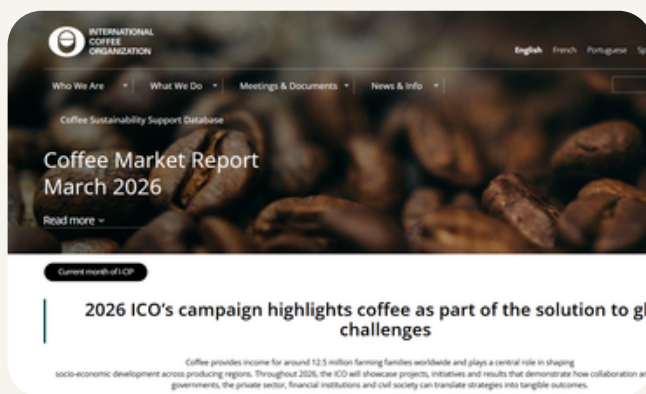 INTERNATIONAL
COFFEE
ORGANIZATION
English French Portuguese
Who We Are What We Do Meetings & Documents News & Info
Coffee Sustainability Support Database
Coffee Market Report
March 2026
Read more
Current month of I-CIP
2026 ICO's campaign highlights coffee as part of the solution to
challenges
Coffee provides income for around 12.5 million farming families worldwide and plays a central role in shaping
socio-economic development across producing regions. Throughout 2026, the ICO will showcase projects, initiatives and results that demonstrate how collaboration
governments, the private sector, financial institutions and civil society can translate strategies into tangible outcomes.